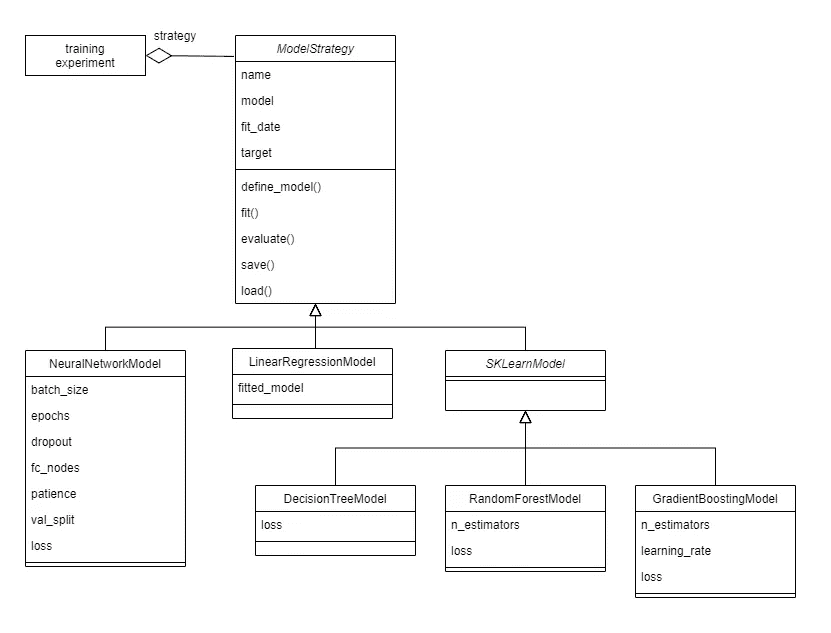 strategy
training
experiment
ModelStrategy
name
model
fit_date
target
define_model()
fit()
evaluate()
save()
load()
NeuralNetworkModel
batch_size
epochs
dropout
fc_nodes
patience
val_split
loss
LinearRegressionModel
fitted_model
SKLearnModel
DecisionTreeModel
loss
RandomForestModel
n_estimators
loss
GradientBoostingModel
n_estimators
learning_rate
loss